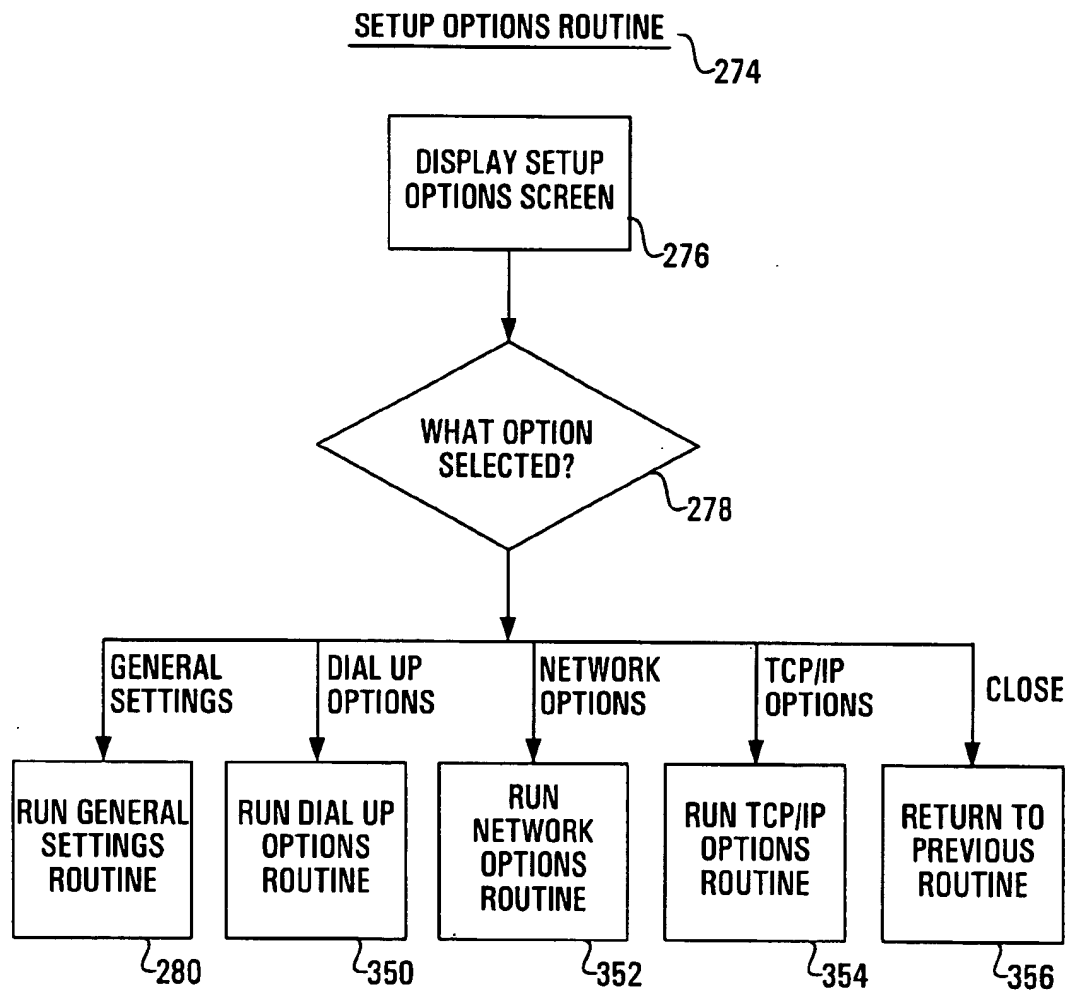 SETUP OPTIONS ROUTINE
274
DISPLAY SETUP
OPTIONS SCREEN
276
WHAT OPTION
SELECTED?
278
GENERAL
SETTINGS
DIAL UP
OPTIONS
NETWORK
OPTIONS
TCP/IP
OPTIONS
CLOSE
RUN GENERAL
SETTINGS
ROUTINE
280
RUN DIAL UP
OPTIONS
ROUTINE
350
RUN
NETWORK
OPTIONS
ROUTINE
352
RUN TCP/IP
OPTIONS
ROUTINE
354
RETURN TO
PREVIOUS
ROUTINE
356